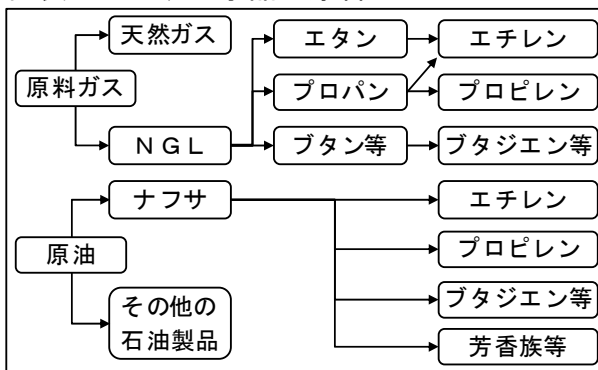 天然ガス
エタン
エチレン
原料ガス
プロパン
プロピレン
ＮＧＬ
ブタン等
ブタジエン等
ナフサ
エチレン
原油
プロピレン
その他の
石油製品
ブタジエン等
芳香族等